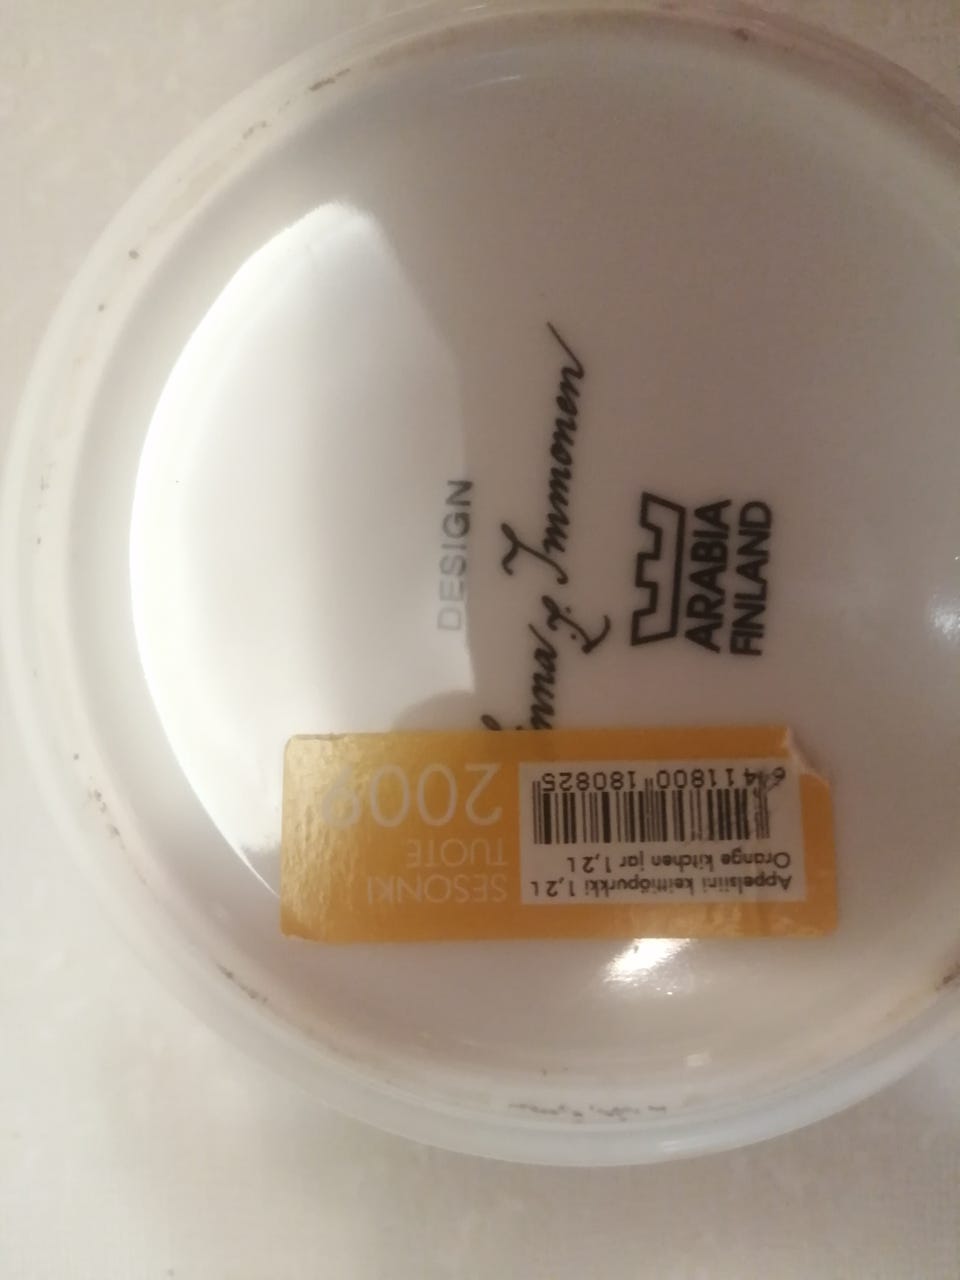 DESIGN
Immonen
ARABIA
FINLAND
SESONKI
TUOTE
2009
Appelsiini keittiöpurkki 1,2 L
Orange kitchen jar 1,2 L
6 411800 180825